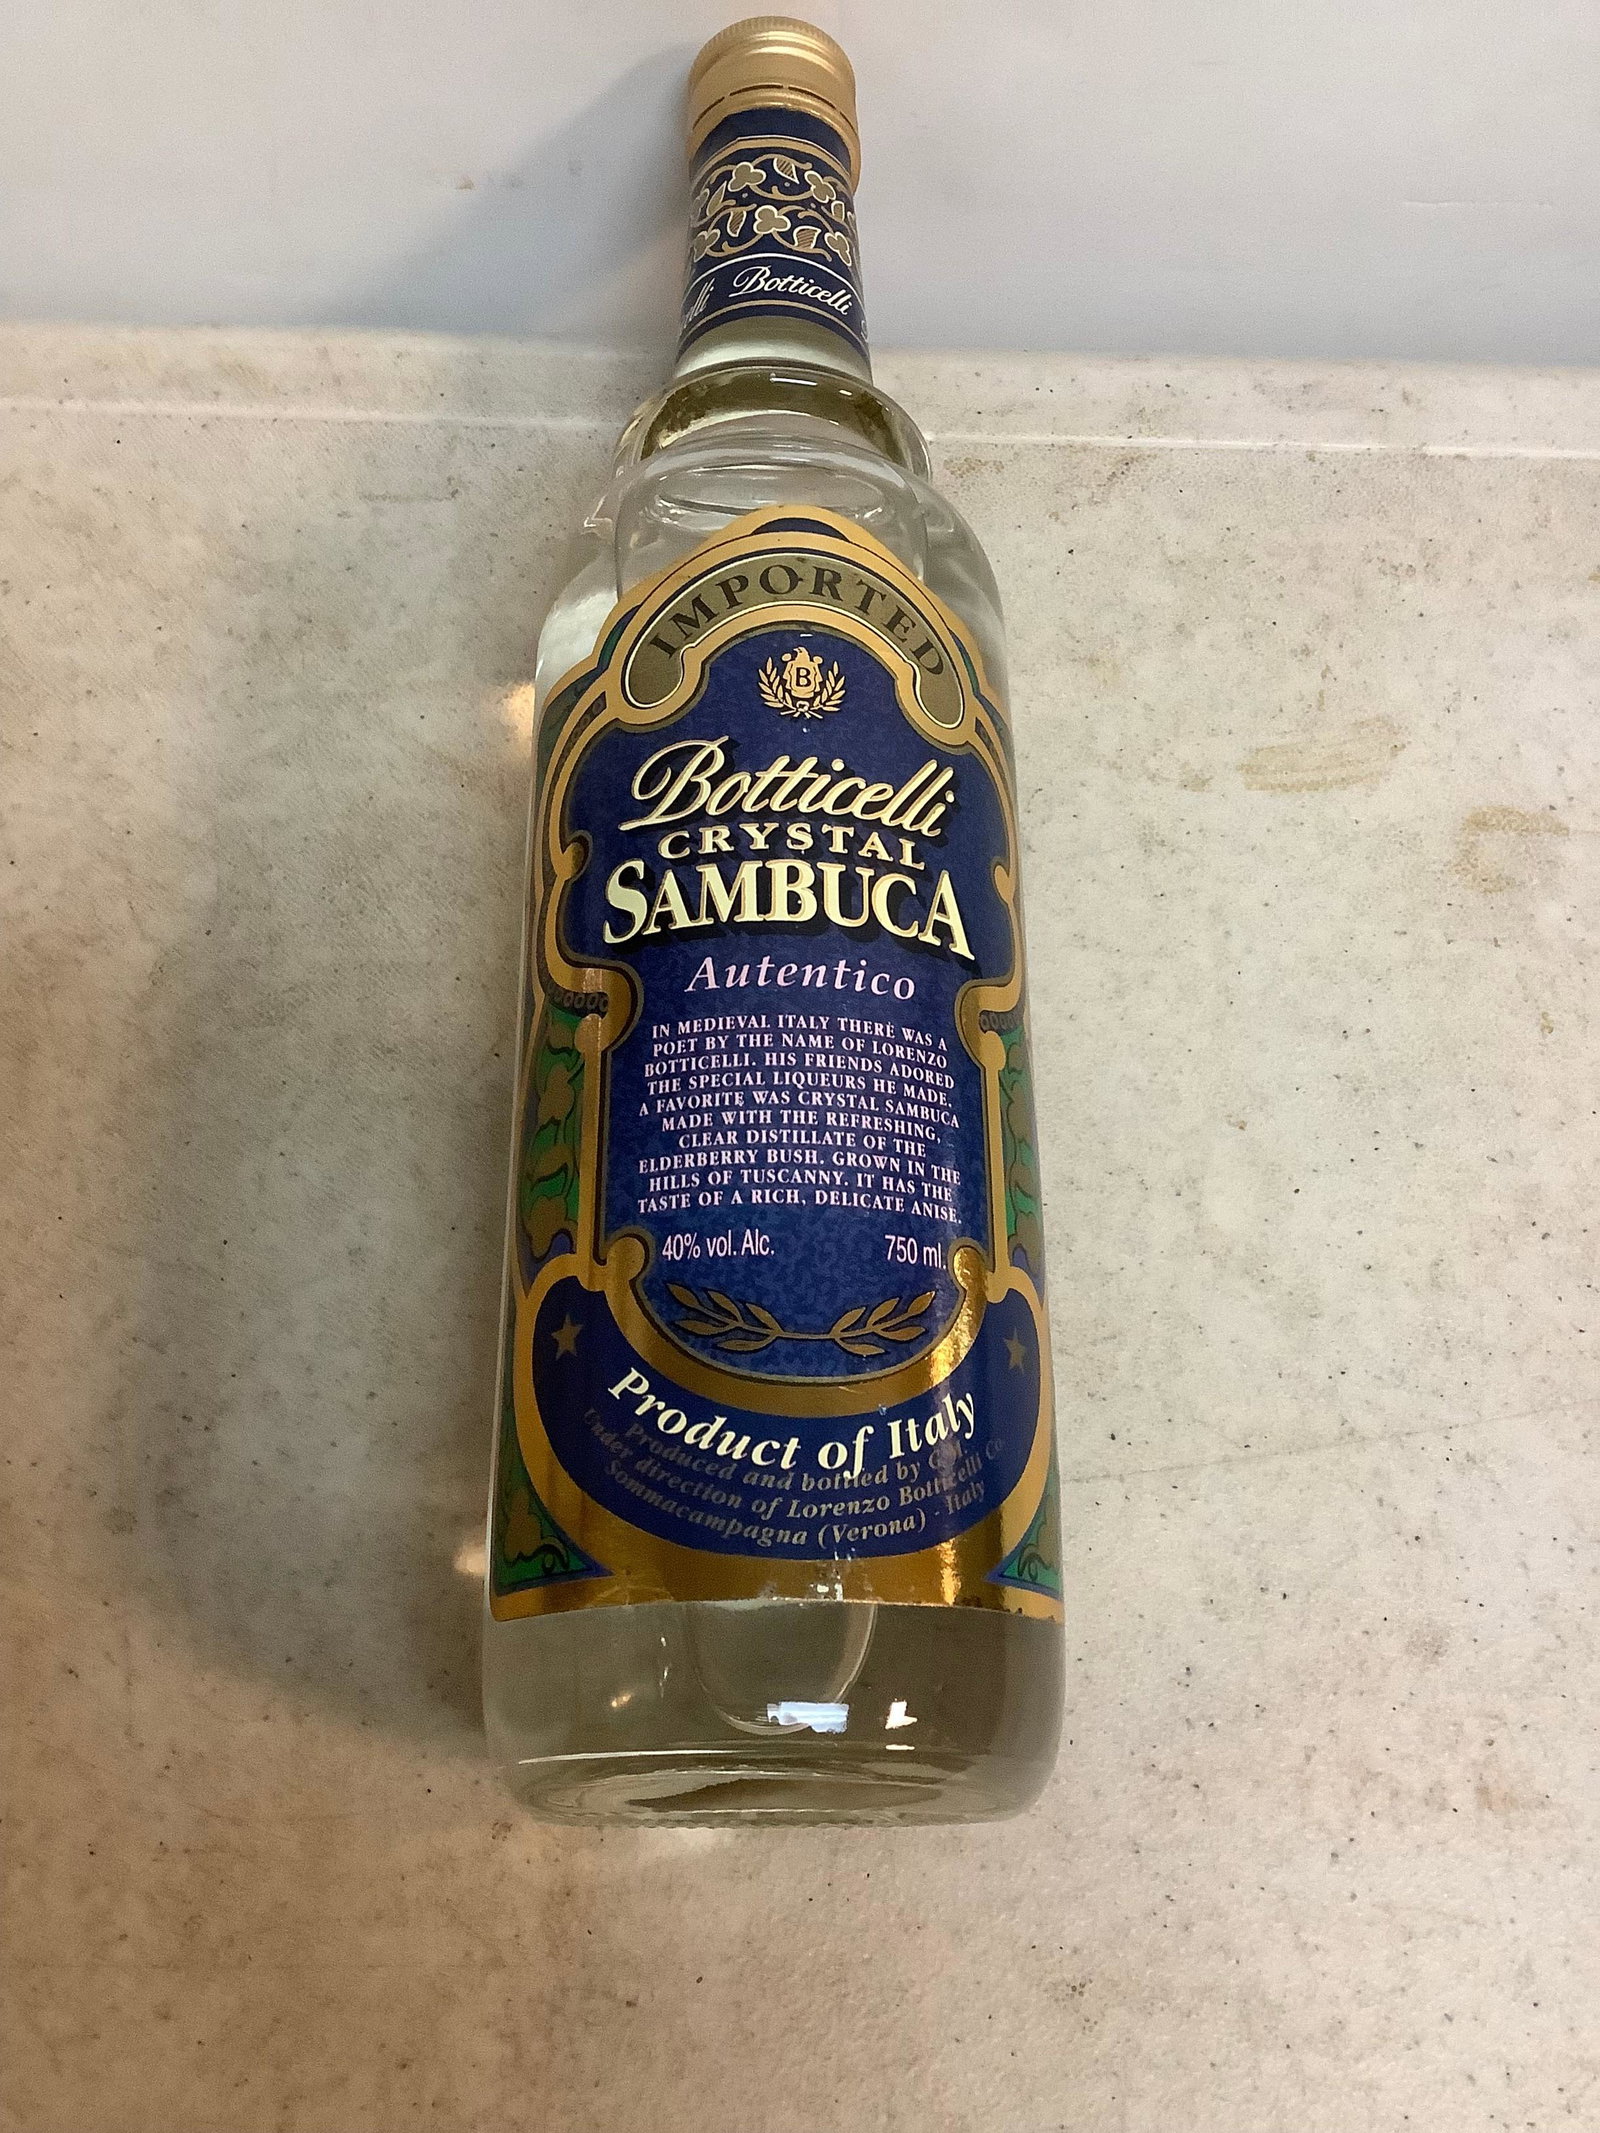 Botticelli
IMPORTED
B
Botticelli
CRYSTAL
SAMBUCA
Autentico
IN MEDIEVAL ITALY THERE WAS A
POET BY THE NAME OF LORENZO
BOTTICELLI. HIS FRIENDS ADORED
THE SPECIAL LIQUEURS HE MADE.
A FAVORITE WAS CRYSTAL SAMBUCA
MADE WITH THE REFRESHING,
CLEAR DISTILLATE OF THE
ELDERBERRY BUSH. GROWN IN THE
HILLS OF TUSCANNY. IT HAS THE
TASTE OF A RICH, DELICATE ANISE.
40% vol. Alc. 750 ml.
Product of Italy
Produced and bottled by
Under direction of Lorenzo Botticelli Co.
Sommacampagna (Verona) - Italy